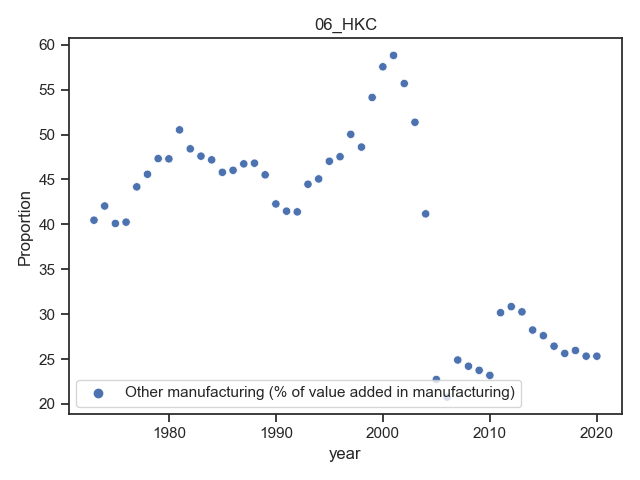 06_HKC
60
55
50
45
40
35
30
25
20
Proportion
Other manufacturing (% of value added in manufacturing)
1980 1990 2000 2010 2020
year